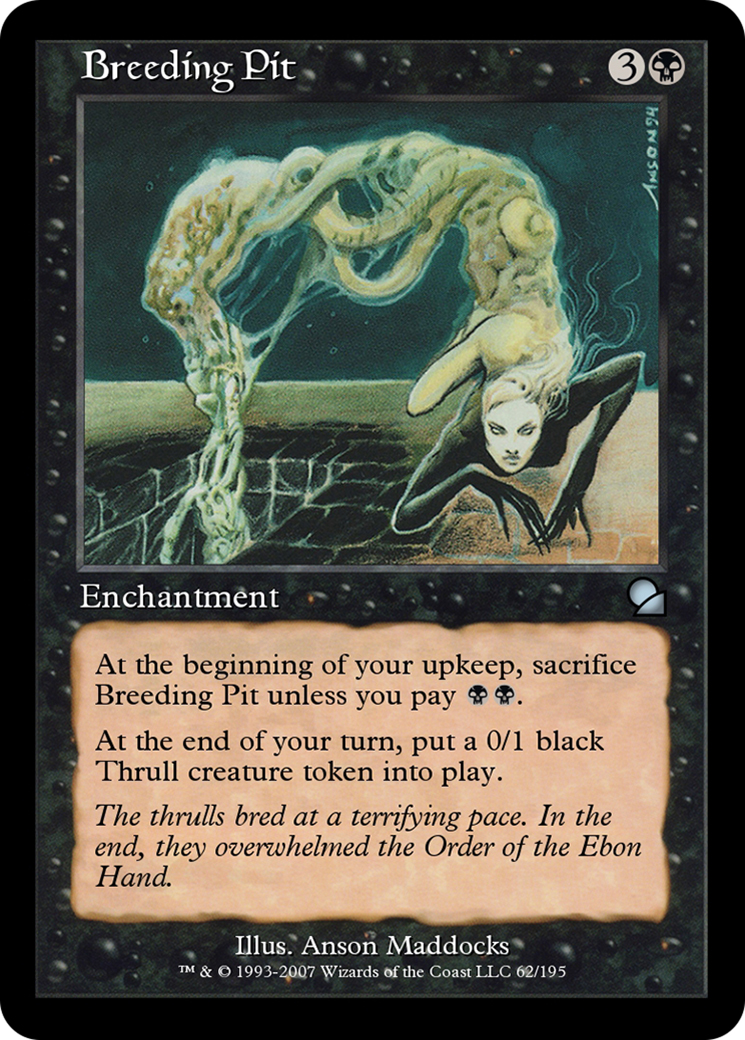 Breeding Pit
3
ANSON94
Enchantment
At the beginning of your upkeep, sacrifice
Breeding Pit unless you pay .
At the end of your turn, put a 0/1 black
Thrull creature token into play.
The thrulls bred at a terrifying pace. In the
end, they overwhelmed the Order of the Ebon
Hand.
Illus. Anson Maddocks
™ & © 1993-2007 Wizards of the Coast LLC 62/195